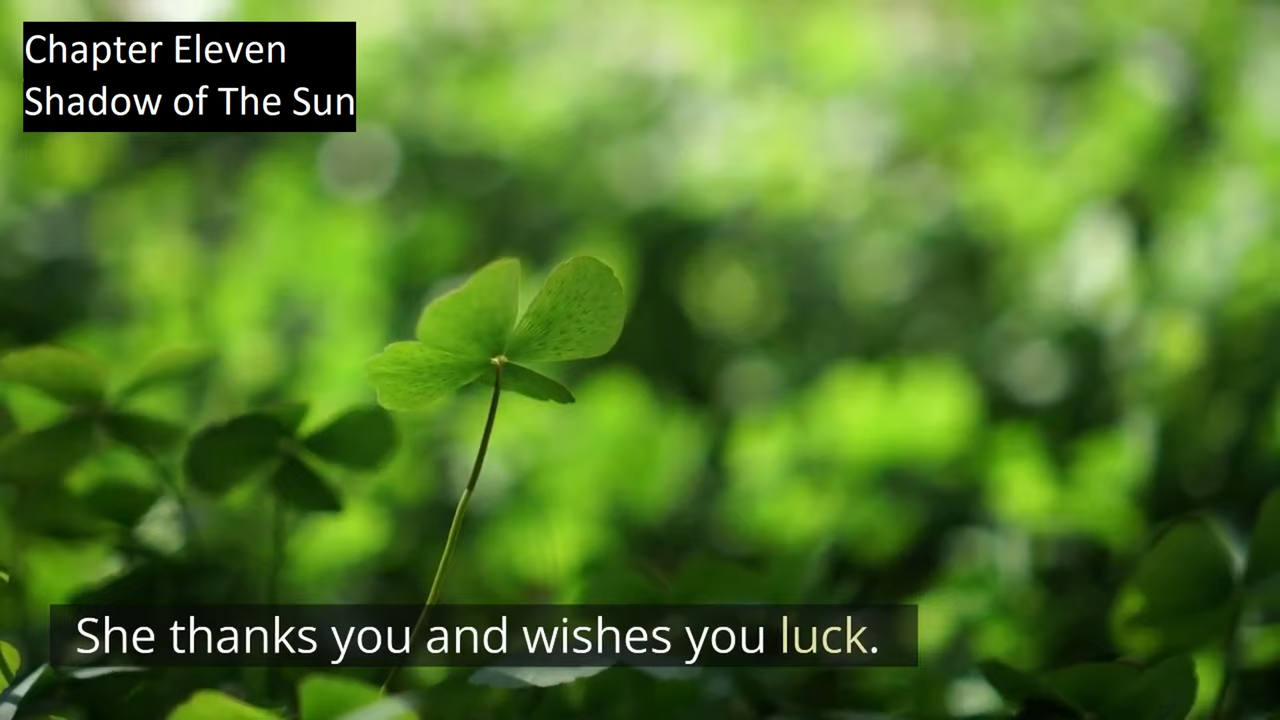 Chapter Eleven
Shadow of The Sun
She thanks you and wishes you luck.